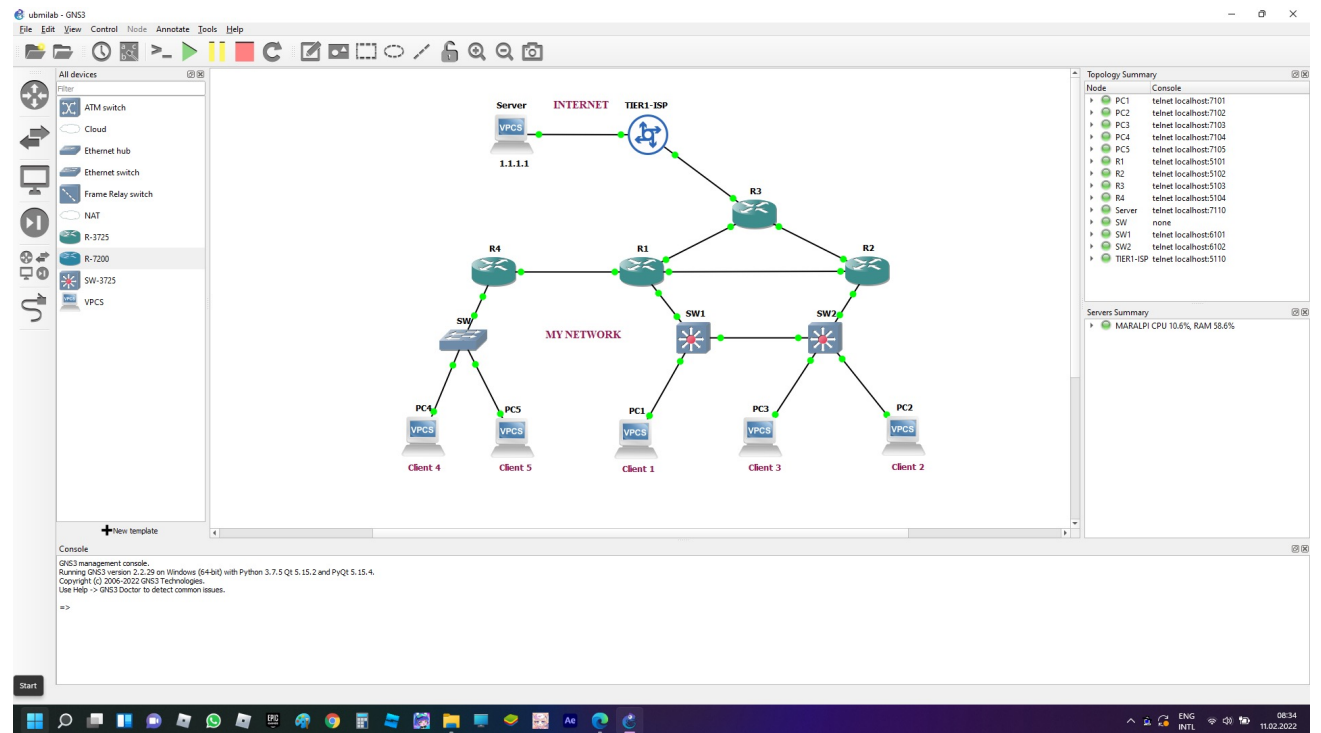 ubmilab - GNS3
File Edit View Control Node Annotate Tools Help
All devices
Filter
ATM switch
Cloud
Ethernet hub
Ethernet switch
Frame Relay switch
NAT
R-3725
R-7200
SW-3725
VPCS
New template
Server INTERNET TIER1-ISP
VPCS
1.1.1.1
R3
R4 R1 R2
SW MY NETWORK SW1 SW2
PC4 PC5 PC1 PC3 PC2
VPCS VPCS VPCS VPCS VPCS
Client 4 Client 5 Client 1 Client 3 Client 2
Topology Summary
Node Console
PC1 telnet localhost:7101
PC2 telnet localhost:7102
PC3 telnet localhost:7103
PC4 telnet localhost:7104
PC5 telnet localhost:7105
R1 telnet localhost:5101
R2 telnet localhost:5102
R3 telnet localhost:5103
R4 telnet localhost:5104
Server telnet localhost:7110
SW none
SW1 telnet localhost:6101
SW2 telnet localhost:6102
TIER1-ISP telnet localhost:5110
Servers Summary
MARALPI CPU 10.6%, RAM 58.6%
Console
GNS3 management console.
Running GNS3 version 2.2.29 on Windows (64-bit) with Python 3.7.5 Qt 5.15.2 and PyQt 5.15.4.
Copyright (c) 2006-2022 GNS3 Technologies.
Use Help -> GNS3 Doctor to detect common issues.
=>
Start
EPIC
Ae
ENG
INTL
08:34
11.02.2022